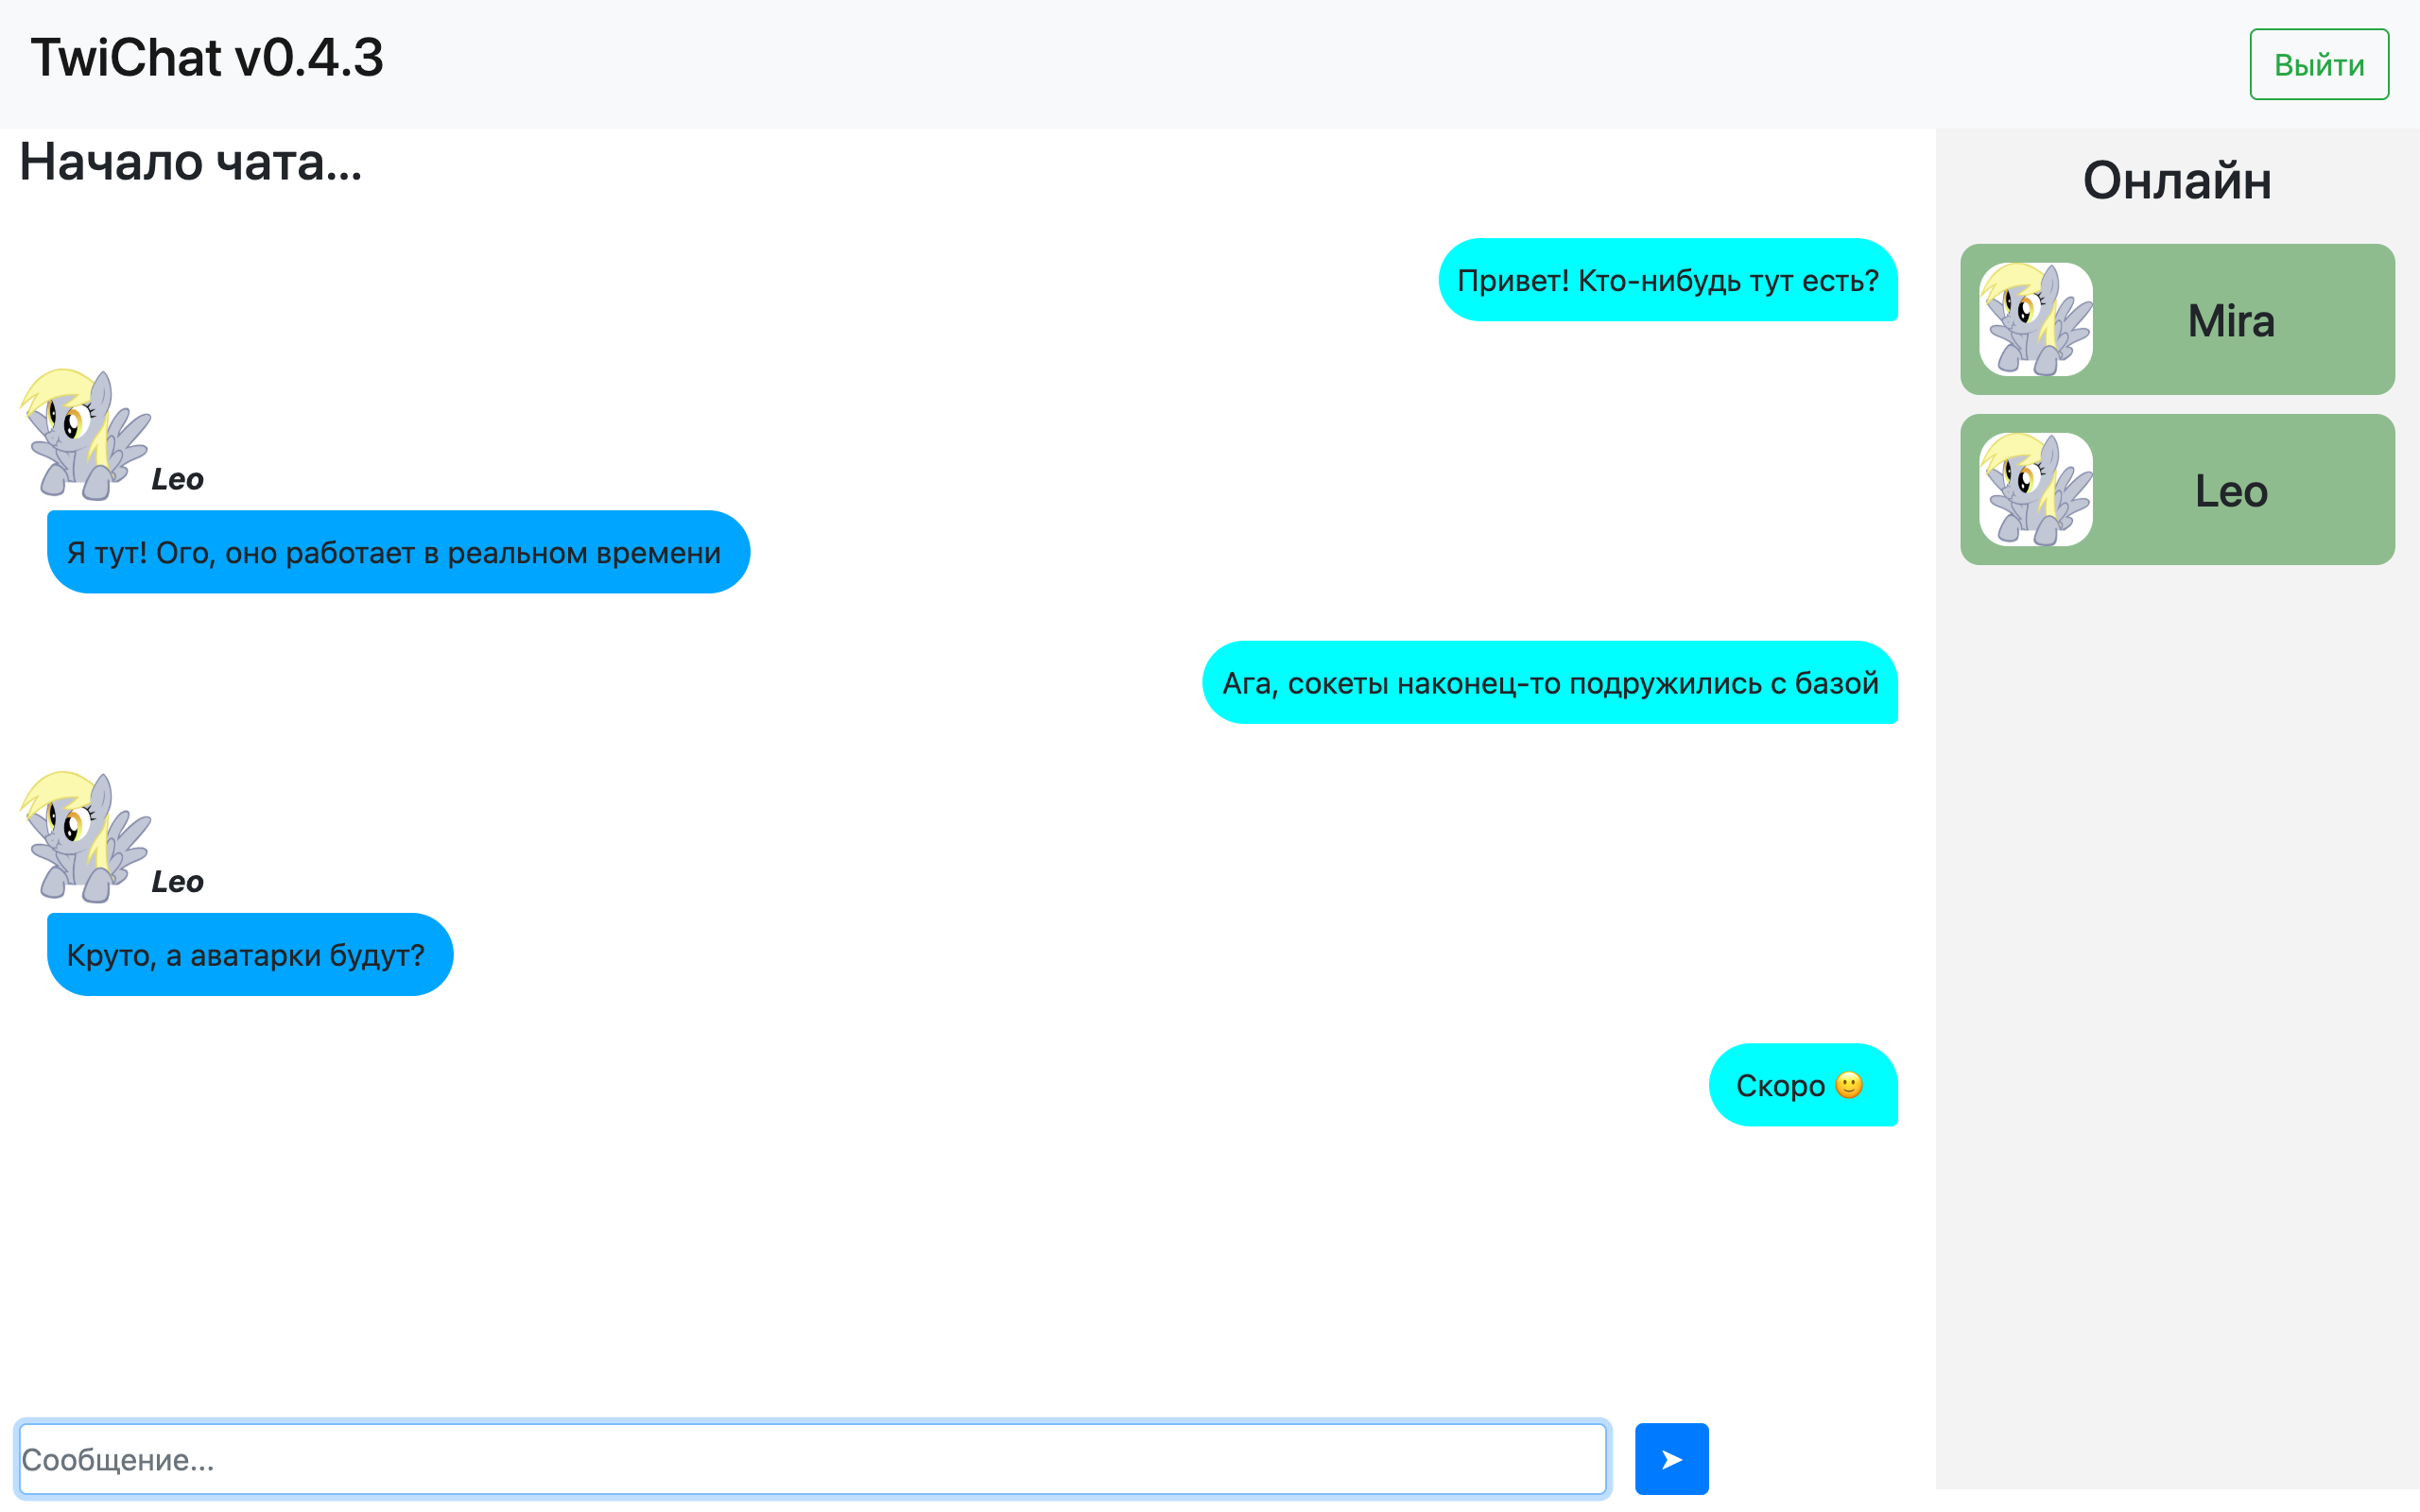 TwiChat v0.4.3
Выйти
Начало чата...
Привет! Кто-нибудь тут есть?
Leo
Я тут! Ого, оно работает в реальном времени
Ага, сокеты наконец-то подружились с базой
Leo
Круто, а аватарки будут?
Скоро 🙂
Сообщение...
Онлайн
Mira
Leo